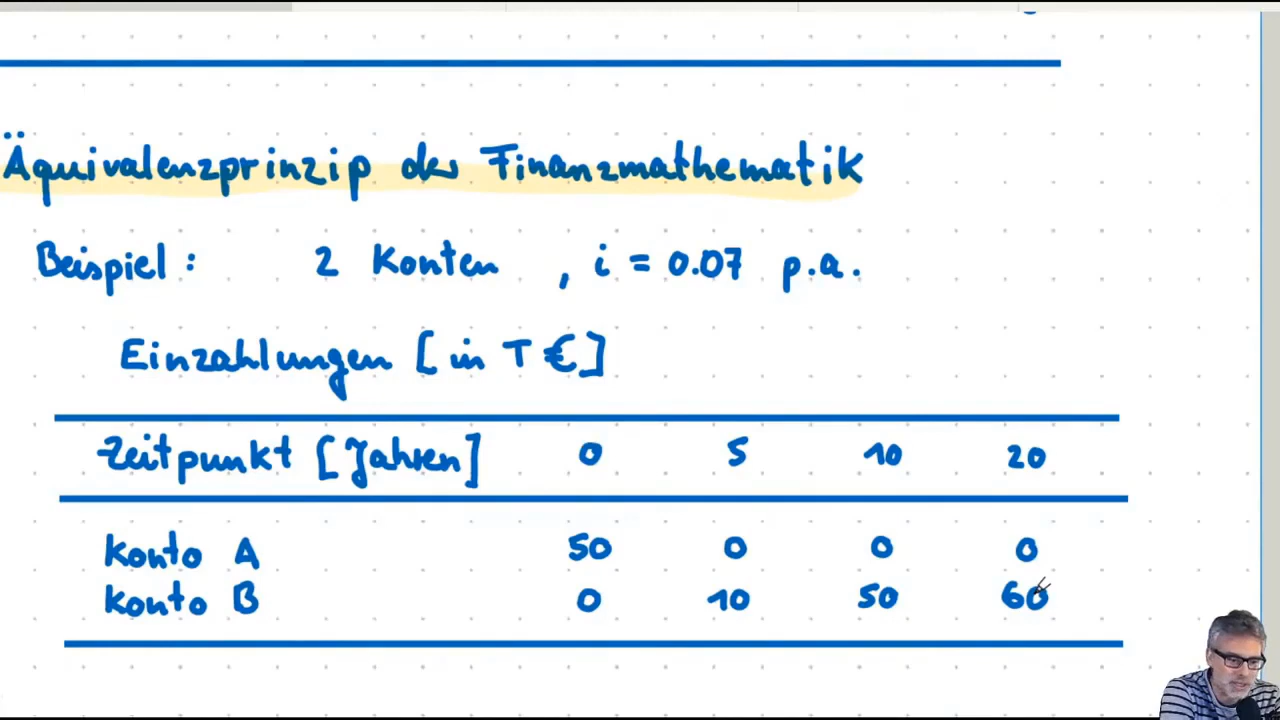 Äquivalenzprinzip der Finanzmathematik
Beispiel: 2 Konten, i = 0.07 p.a.
Einzahlungen [in T€]
Zeitpunkt [Jahren] 0 5 10 20
Konto A 50 0 0 0
Konto B 0 10 50 60